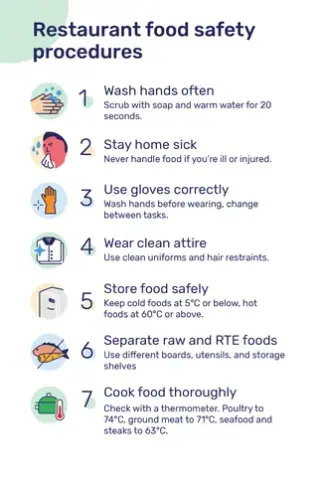 Restaurant food safety
procedures
1
Wash hands often
Scrub with soap and warm water for 20
seconds.
2
Stay home sick
Never handle food if you're ill or injured.
3
Use gloves correctly
Wash hands before wearing, change
between tasks.
4
Wear clean attire
Use clean uniforms and hair restraints.
5
Store food safely
Keep cold foods at 5°C or below, hot
foods at 60°C or above.
6
Separate raw and RTE foods
Use different boards, utensils, and storage
shelves
7
Cook food thoroughly
Check with a thermometer. Poultry to
74°C, ground meat to 71°C, seafood and
steaks to 63°C.